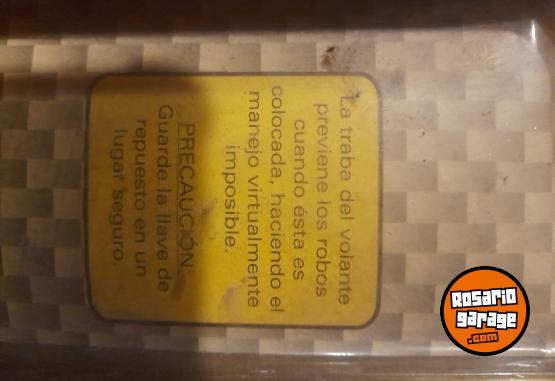 La traba del volante
previene los robos
cuando ésta es
colocada, haciendo el
manejo virtualmente
imposible.
PRECAUCIÓN:
Guarde la llave de
repuesto en un
lugar seguro.
Rosario
garage
.com